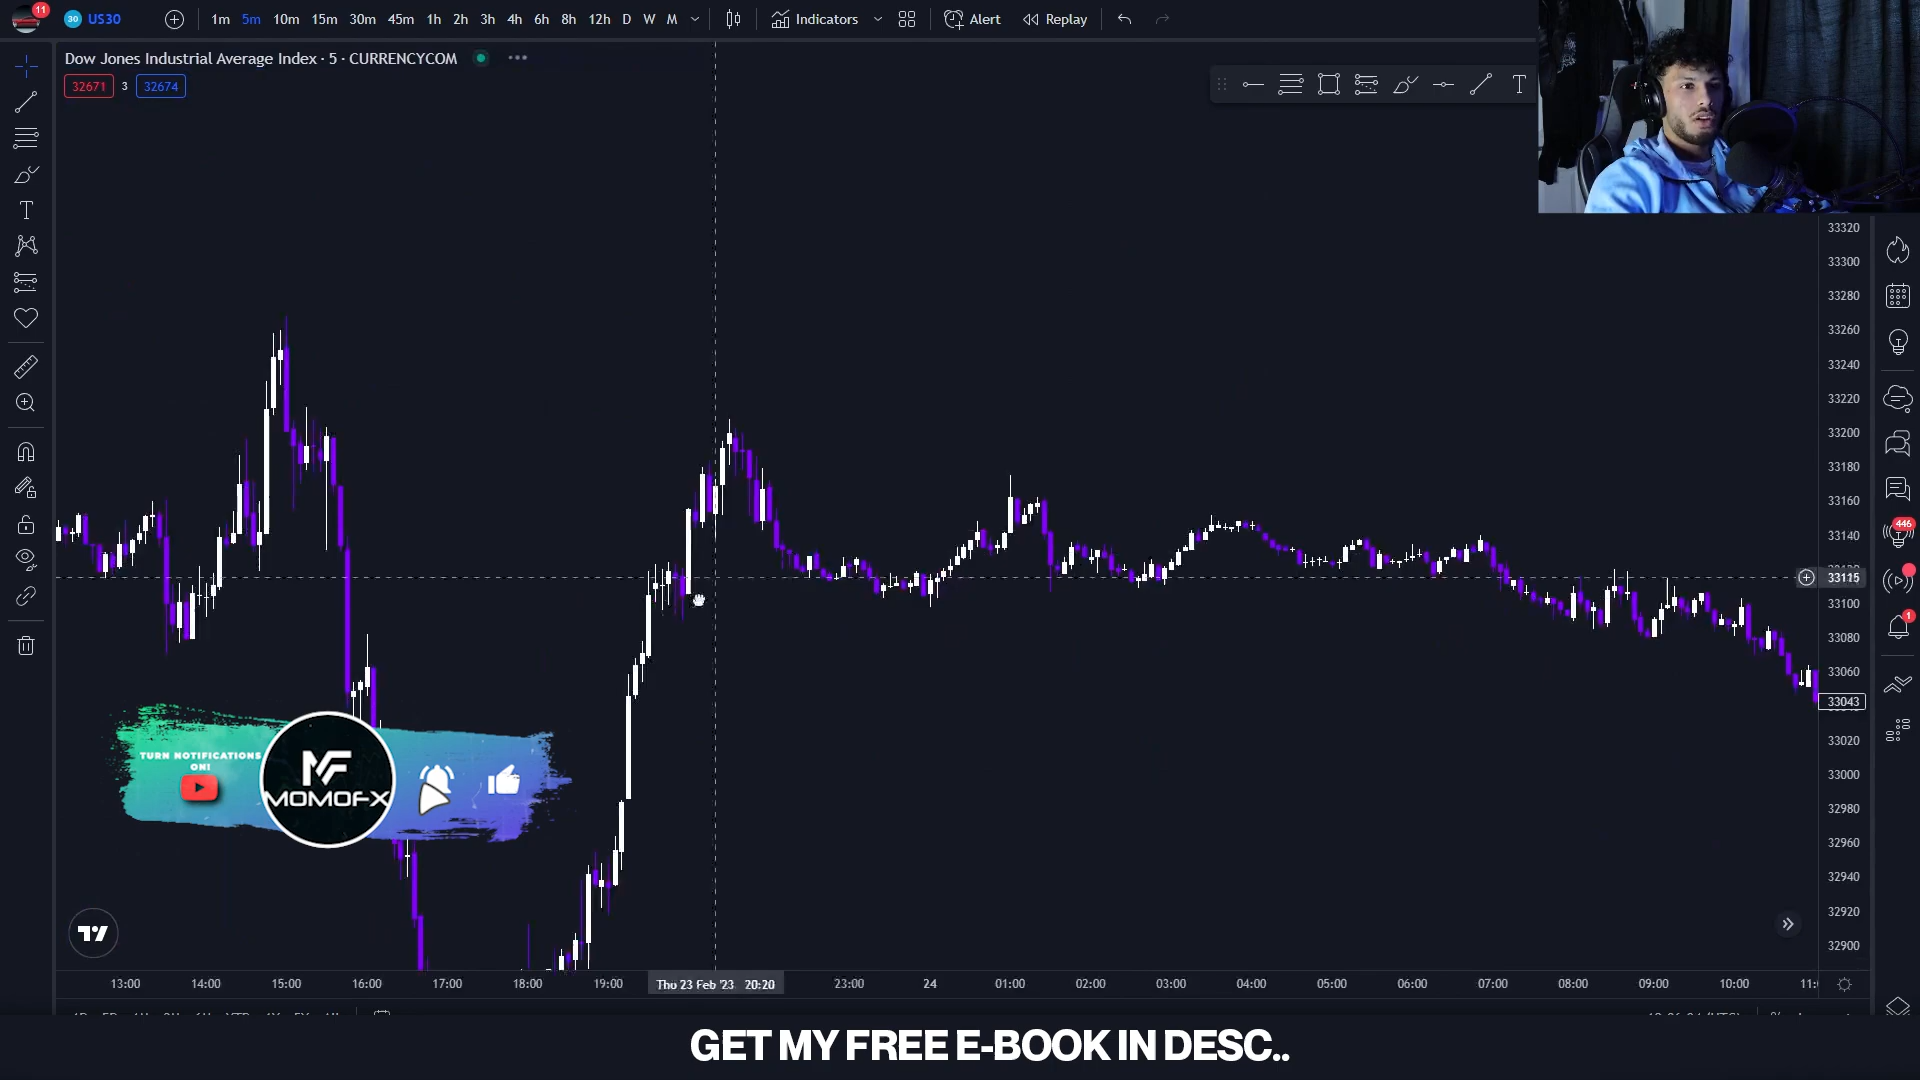 11
30 US30
1m 5m 10m 15m 30m 45m 1h 2h 3h 4h 6h 8h 12h D W M
Indicators
Alert
Replay
Dow Jones Industrial Average Index · 5 · CURRENCYCOM
32671 3 32674
T
T
33320
33300
33280
33260
33240
33220
33200
33180
33160
33140
33115
33100
33080
33060
33043
33020
33000
32980
32960
32940
32920
32900
446
1
TURN NOTIFICATIONS
ON!
MF
MOMOFX
13:00 14:00 15:00 16:00 17:00 18:00 19:00 Thu 23 Feb '23 20:20 23:00 24 01:00 02:00 03:00 04:00 05:00 06:00 07:00 08:00 09:00 10:00
GET MY FREE E-BOOK IN DESC..